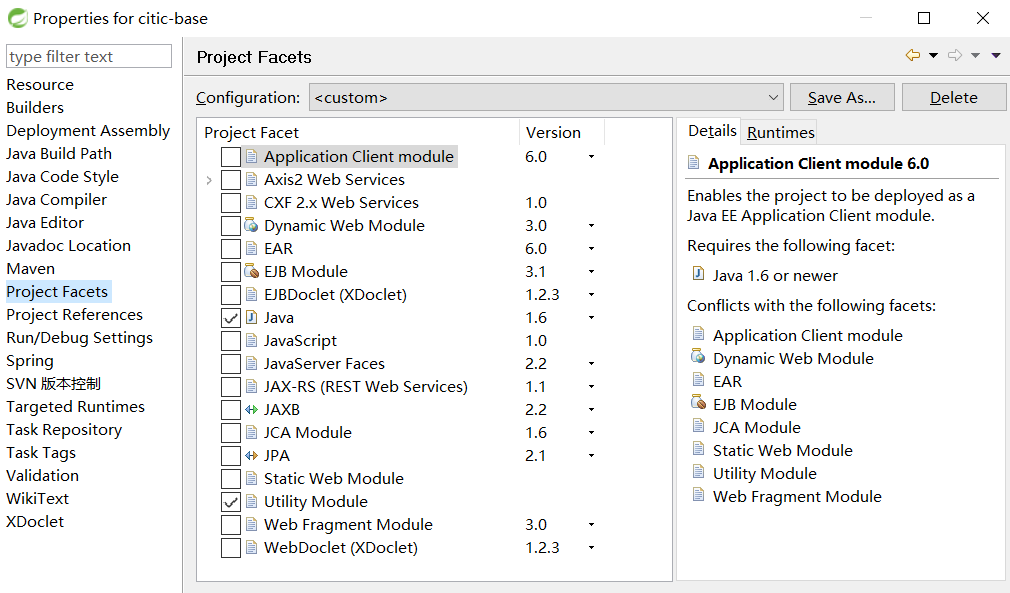 Properties for citic-base
type filter text
Resource
Builders
Deployment Assembly
Java Build Path
Java Code Style
Java Compiler
Java Editor
Javadoc Location
Maven
Project Facets
Project References
Run/Debug Settings
Spring
SVN 版本控制
Targeted Runtimes
Task Repository
Task Tags
Validation
WikiText
XDoclet
Project Facets
Configuration: <custom> Save As... Delete
Project Facet Version
Application Client module 6.0
Axis2 Web Services
CXF 2.x Web Services 1.0
Dynamic Web Module 3.0
EAR 6.0
EJB Module 3.1
EJBDoclet (XDoclet) 1.2.3
Java 1.6
JavaScript 1.0
JavaServer Faces 2.2
JAX-RS (REST Web Services) 1.1
JAXB 2.2
JCA Module 1.6
JPA 2.1
Static Web Module
Utility Module
Web Fragment Module 3.0
WebDoclet (XDoclet) 1.2.3
Details Runtimes
Application Client module 6.0
Enables the project to be deployed as a
Java EE Application Client module.
Requires the following facet:
Java 1.6 or newer
Conflicts with the following facets:
Application Client module
Dynamic Web Module
EAR
EJB Module
JCA Module
Static Web Module
Utility Module
Web Fragment Module